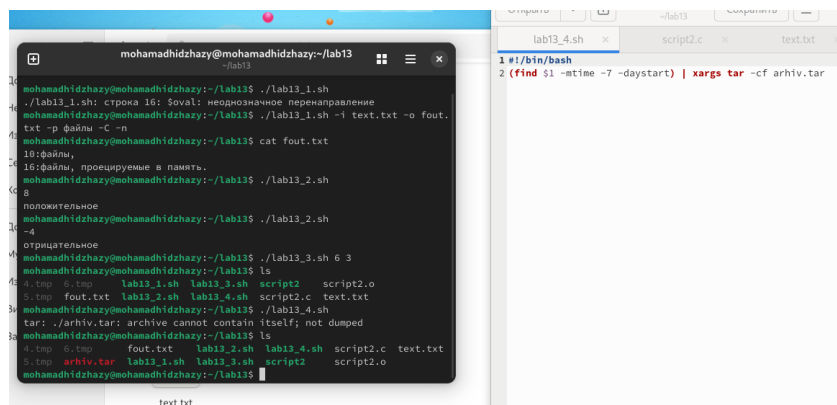 mohamadhidzhazy@mohamadhidzhazy:~/lab13
~/lab13
mohamadhidzhazy@mohamadhidzhazy:~/lab13$ ./lab13_1.sh
./lab13_1.sh: строка 16: $oval: неоднозначное перенаправление
mohamadhidzhazy@mohamadhidzhazy:~/lab13$ ./lab13_1.sh -i text.txt -o fout.
txt -p файлы -C -n
mohamadhidzhazy@mohamadhidzhazy:~/lab13$ cat fout.txt
10:файлы,
16:файлы, проецируемые в память.
mohamadhidzhazy@mohamadhidzhazy:~/lab13$ ./lab13_2.sh
8
положительное
mohamadhidzhazy@mohamadhidzhazy:~/lab13$ ./lab13_2.sh
-4
отрицательное
mohamadhidzhazy@mohamadhidzhazy:~/lab13$ ./lab13_3.sh 6 3
mohamadhidzhazy@mohamadhidzhazy:~/lab13$ ls
4.tmp 6.tmp lab13_1.sh lab13_3.sh script2 script2.o
5.tmp fout.txt lab13_2.sh lab13_4.sh script2.c text.txt
mohamadhidzhazy@mohamadhidzhazy:~/lab13$ ./lab13_4.sh
tar: ./arhiv.tar: archive cannot contain itself; not dumped
mohamadhidzhazy@mohamadhidzhazy:~/lab13$ ls
4.tmp 6.tmp fout.txt lab13_2.sh lab13_4.sh script2.c text.txt
5.tmp arhiv.tar lab13_1.sh lab13_3.sh script2 script2.o
mohamadhidzhazy@mohamadhidzhazy:~/lab13$
text.txt
Открыть Сохранить
~/lab13
lab13_4.sh × script2.c × text.txt
1 #!/bin/bash
2 (find $1 -mtime -7 -daystart) | xargs tar -cf arhiv.tar